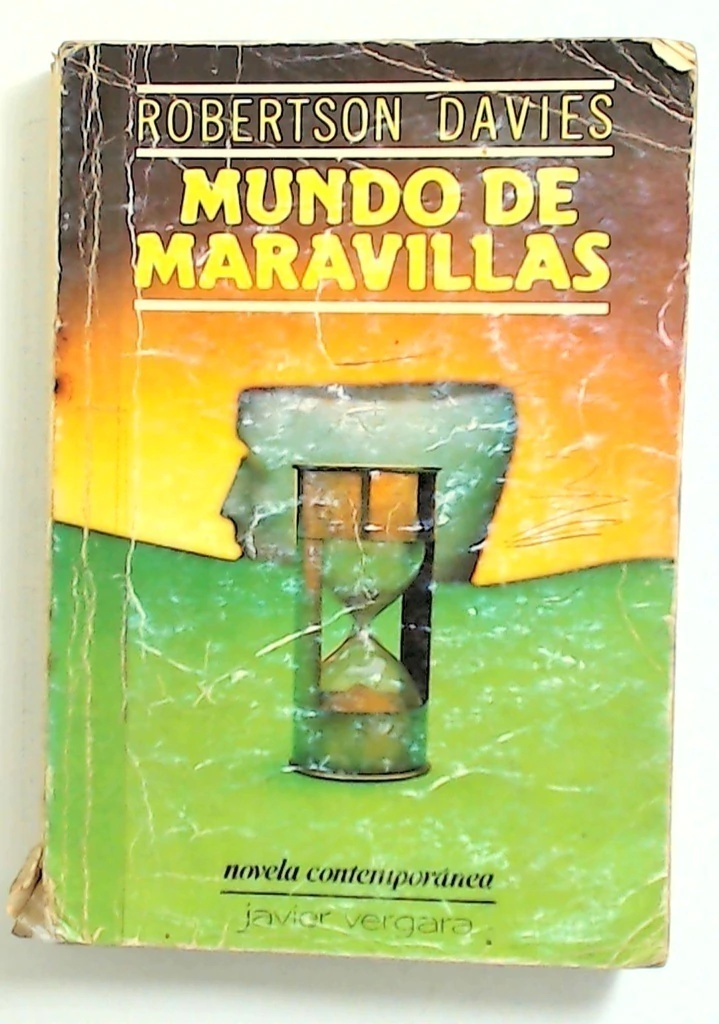 ROBERTSON DAVIES
MUNDO DE
MARAVILLAS
novela contemporánea
javier vergara